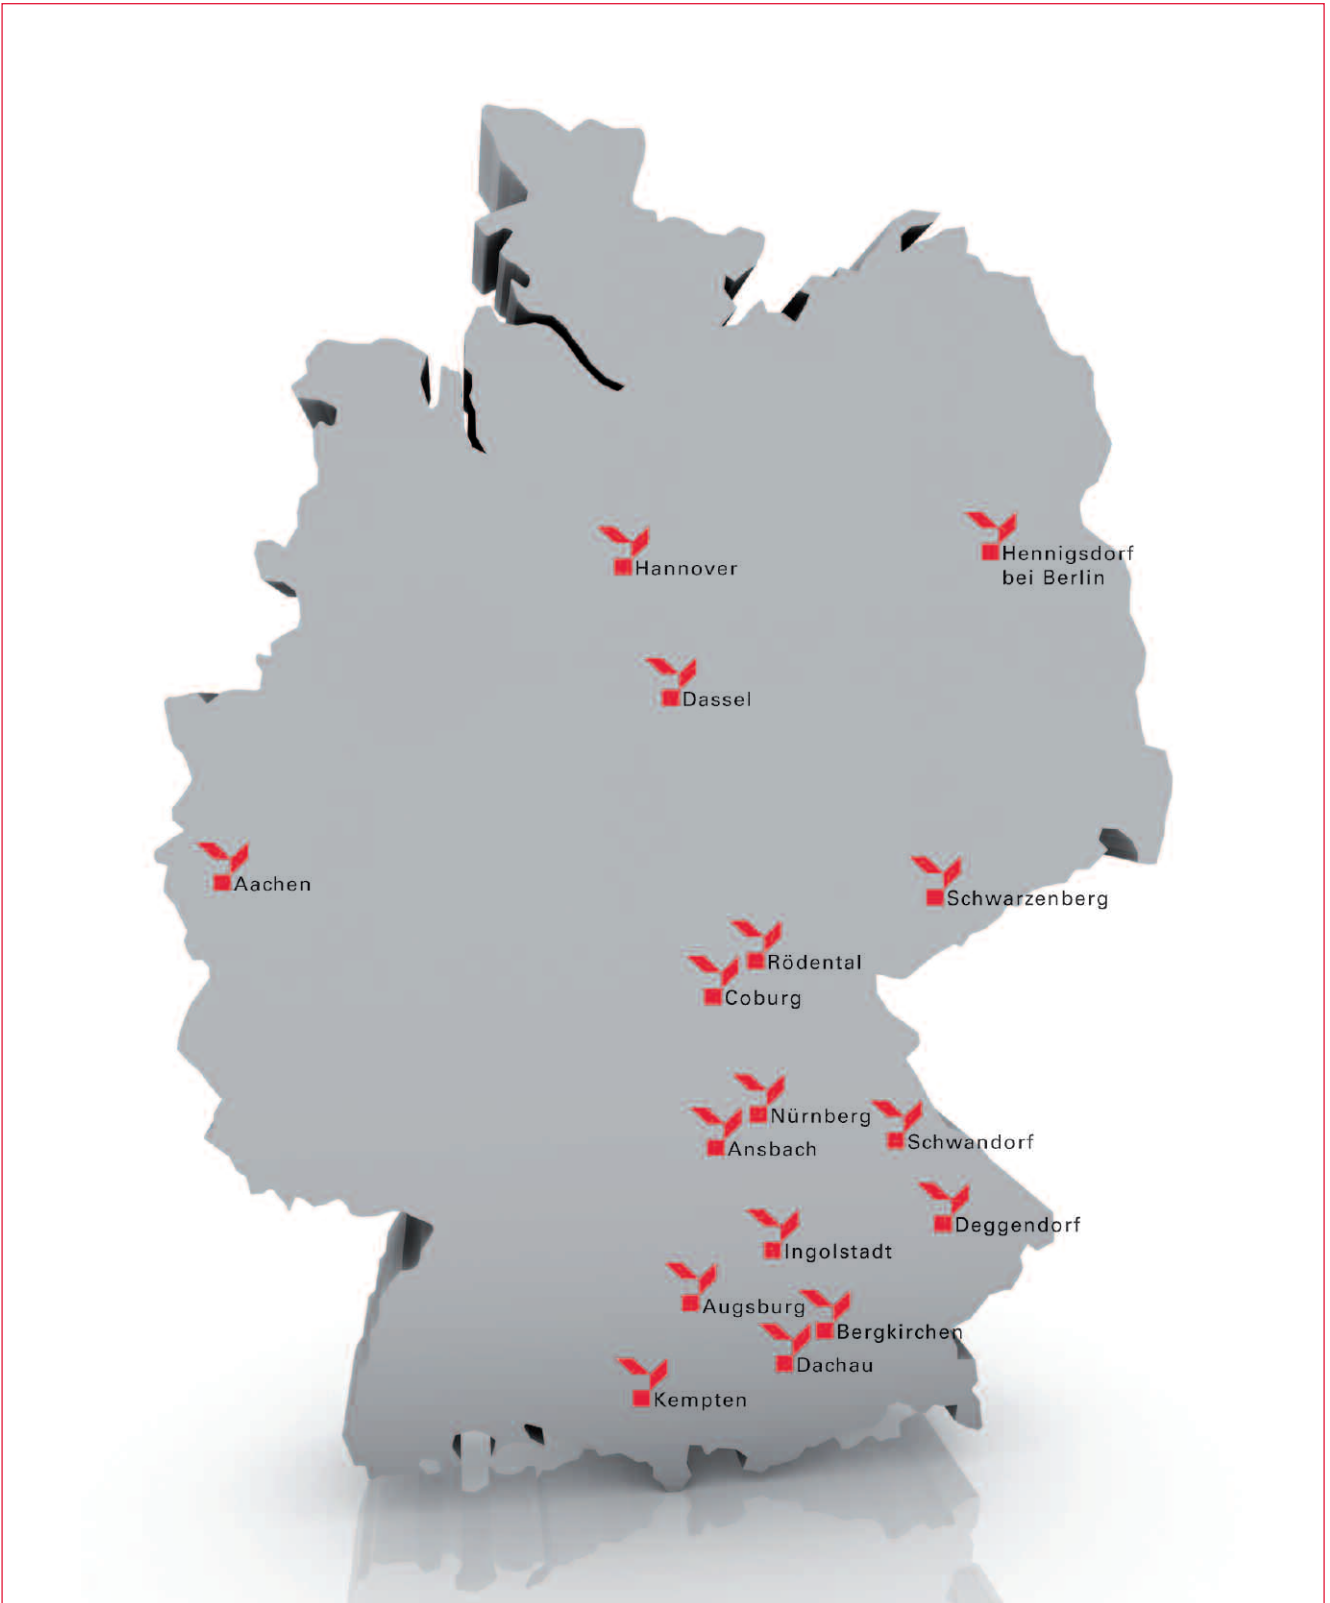 Hennigsdorf
bei Berlin
Hannover
Dassel
Aachen
Schwarzenberg
Rödental
Coburg
Nürnberg
Schwandorf
Ansbach
Deggendorf
Ingolstadt
Augsburg
Bergkirchen
Dachau
Kempten